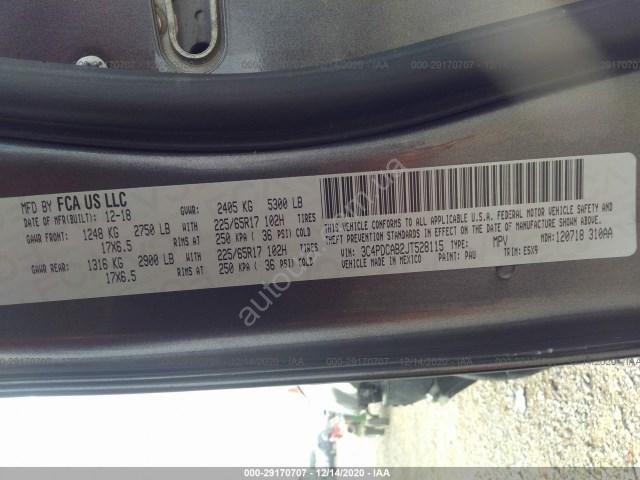 000-29170707 - 12/14/2020 - IAA
MFD BY FCA US LLC
DATE OF MFR(BUILT): 12-18
GVWR: 2405 KG 5300 LB
GAWR FRONT: 1248 KG 2750 LB 225/65R17 102H TIRES
17X6.5 RIMS AT 250 KPA ( 36 PSI) COLD
GAWR REAR: 1316 KG 2900 LB 225/65R17 102H TIRES
17X6.5 RIMS AT 250 KPA ( 36 PSI) COLD
THIS VEHICLE CONFORMS TO ALL APPLICABLE U.S.A. FEDERAL MOTOR VEHICLE SAFETY AND
THEFT PREVENTION STANDARDS IN EFFECT ON THE DATE OF MANUFACTURE SHOWN ABOVE.
VIN: 3C4PDCAB2JT528115 TYPE: MPV MDH: 120718 310AA
VEHICLE MADE IN MEXICO PAINT: PAU TRIM: E5X9
000-29170707 - 12/14/2020 - IAA